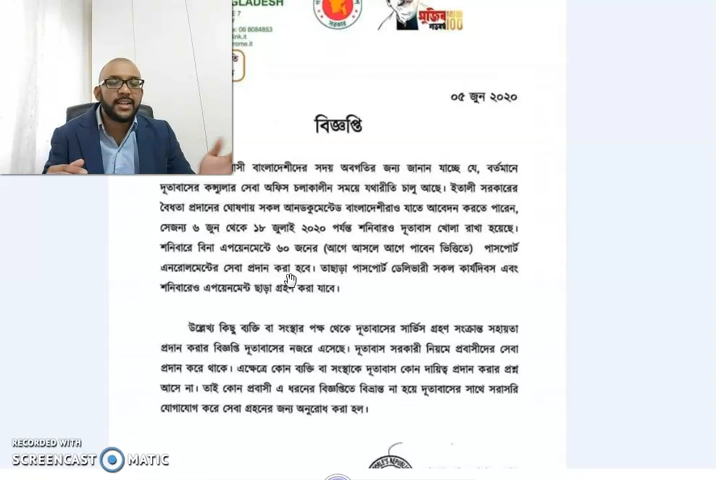 GLADESH
E 7
x: 06 8084853
মুজিব
100
০৫ জুন ২০২০
বিজ্ঞপ্তি
বাংলাদেশীদের সদয় অবগতির জন্য জানান যাচ্ছে যে, বর্তমানে
দূতাবাসের কন্স্যুলার সেবা অফিস চলাকালীন সময়ে যথারীতি চালু আছে। ইতালী সরকারের
বৈধতা প্রদানের ঘোষণায় সকল আনডকুমেন্টেড বাংলাদেশীরাও যাতে আবেদন করতে পারেন,
সেজন্য ৬ জুন থেকে ১৮ জুলাই ২০২০ পর্যন্ত শনিবারও দূতাবাস খোলা রাখা হয়েছে।
শনিবারে বিনা এপয়েনমেন্টে ৬০ জনের (আগে আসলে আগে পাবেন ভিত্তিতে) পাসপোর্ট
এনরোলমেন্টের সেবা প্রদান করা হবে। তাছাড়া পাসপোর্ট ডেলিভারী সকল কার্যদিবস এবং
শনিবারেও এপয়েনমেন্ট ছাড়া গ্রহণ করা যাবে।
উল্লেখ্য কিছু ব্যক্তি বা সংস্থার পক্ষ থেকে দূতাবাসের সার্ভিস গ্রহণ সংক্রান্ত সহায়তা
প্রদান করার বিজ্ঞপ্তি দূতাবাসের নজরে এসেছে। দূতাবাস সরকারী নিয়মে প্রবাসীদের সেবা
প্রদান করে থাকে। এক্ষেত্রে কোন ব্যক্তি বা সংস্থাকে দূতাবাস কোন দায়িত্ব প্রদান করার প্রশ্ন
আসে না। তাই কোন প্রবাসী এ ধরনের বিজ্ঞপ্তিতে বিভ্রান্ত না হয়ে দূতাবাসের সাথে সরাসরি
যোগাযোগ করে সেবা গ্রহনের জন্য অনুরোধ করা হল।
RECORDED WITH
SCREENCAST MATIC